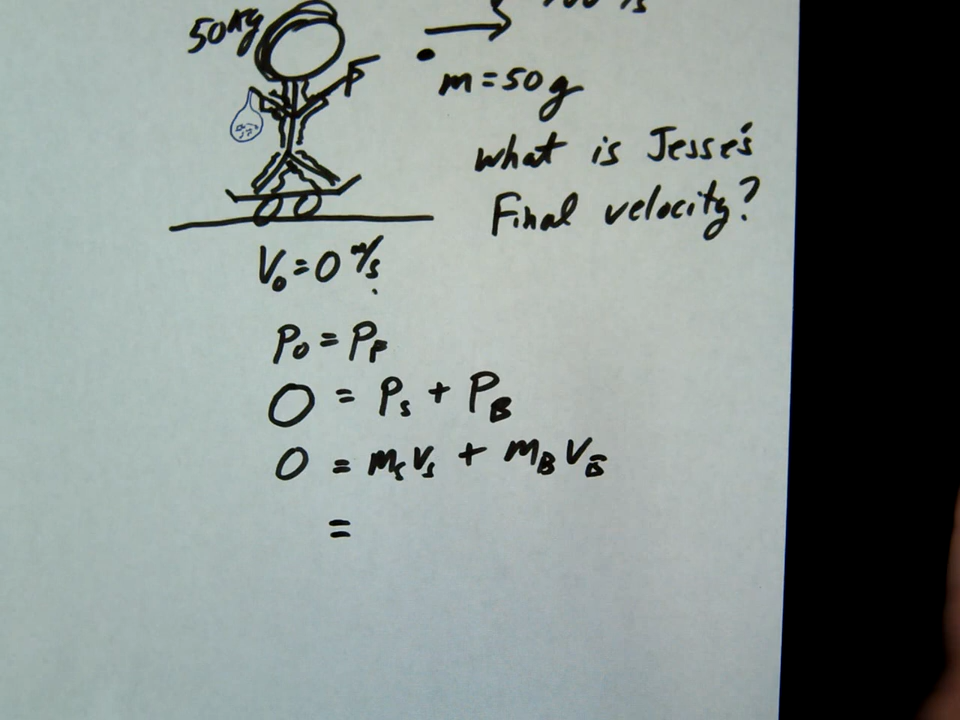 50kg
m=50g
what is Jesse's
Final velocity?
V₀=0 m/s
P₀=P_F
0 = P_s + P_B
0 = m_s v_s + m_B V_B
=